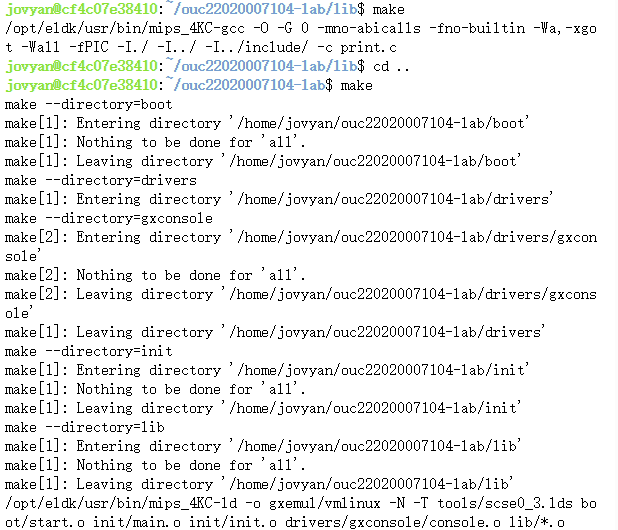 jovyan@cf4c07e38410:~/ouc22020007104-lab/lib$ make
/opt/eldk/usr/bin/mips_4KC-gcc -O -G 0 -mno-abicalls -fno-builtin -Wa,-xgo
t -Wall -fPIC -I./ -I../ -I../include/ -c print.c
jovyan@cf4c07e38410:~/ouc22020007104-lab/lib$ cd ..
jovyan@cf4c07e38410:~/ouc22020007104-lab$ make
make --directory=boot
make[1]: Entering directory '/home/jovyan/ouc22020007104-lab/boot'
make[1]: Nothing to be done for 'all'.
make[1]: Leaving directory '/home/jovyan/ouc22020007104-lab/boot'
make --directory=drivers
make[1]: Entering directory '/home/jovyan/ouc22020007104-lab/drivers'
make --directory=gxconsole
make[2]: Entering directory '/home/jovyan/ouc22020007104-lab/drivers/gxcon
sole'
make[2]: Nothing to be done for 'all'.
make[2]: Leaving directory '/home/jovyan/ouc22020007104-lab/drivers/gxcons
ole'
make[1]: Leaving directory '/home/jovyan/ouc22020007104-lab/drivers'
make --directory=init
make[1]: Entering directory '/home/jovyan/ouc22020007104-lab/init'
make[1]: Nothing to be done for 'all'.
make[1]: Leaving directory '/home/jovyan/ouc22020007104-lab/init'
make --directory=lib
make[1]: Entering directory '/home/jovyan/ouc22020007104-lab/lib'
make[1]: Nothing to be done for 'all'.
make[1]: Leaving directory '/home/jovyan/ouc22020007104-lab/lib'
/opt/eldk/usr/bin/mips_4KC-ld -o gxemul/vmlinux -N -T tools/scse0_3.lds bo
ot/start.o init/main.o init/init.o drivers/gxconsole/console.o lib/*.o